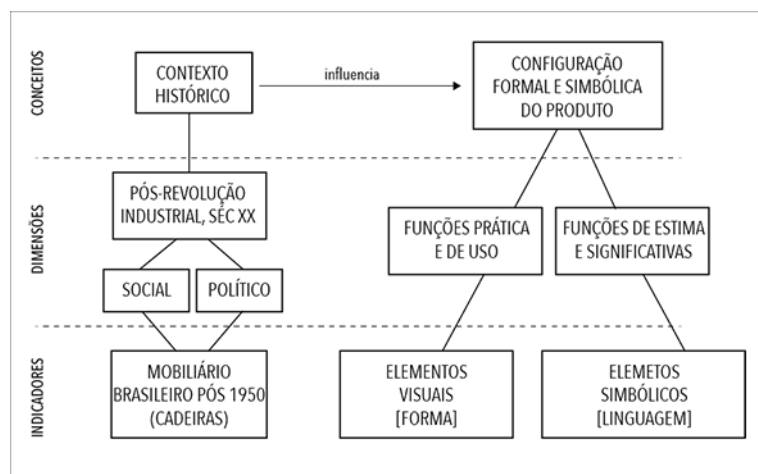 CONCEITOS
CONTEXTO
HISTÓRICO
influencia
CONFIGURAÇÃO
FORMAL E SIMBÓLICA
DO PRODUTO
DIMENSÕES
PÓS-REVOLUÇÃO
INDUSTRIAL, SÉC XX
SOCIAL
POLÍTICO
FUNÇÕES PRÁTICA
E DE USO
FUNÇÕES DE ESTIMA
E SIGNIFICATIVAS
INDICADORES
MOBILIÁRIO
BRASILEIRO PÓS 1950
(CADEIRAS)
ELEMENTOS
VISUAIS
[FORMA]
ELEMETOS
SIMBÓLICOS
[LINGUAGEM]